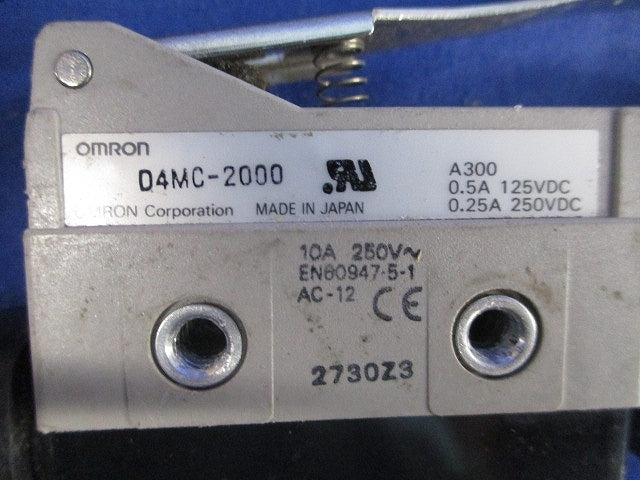 OMRON
D4MC-2000
OMRON Corporation MADE IN JAPAN
A300
0.5A 125VDC
0.25A 250VDC
10A 250V~
EN60947-5-1
AC-12 CE
2730Z3